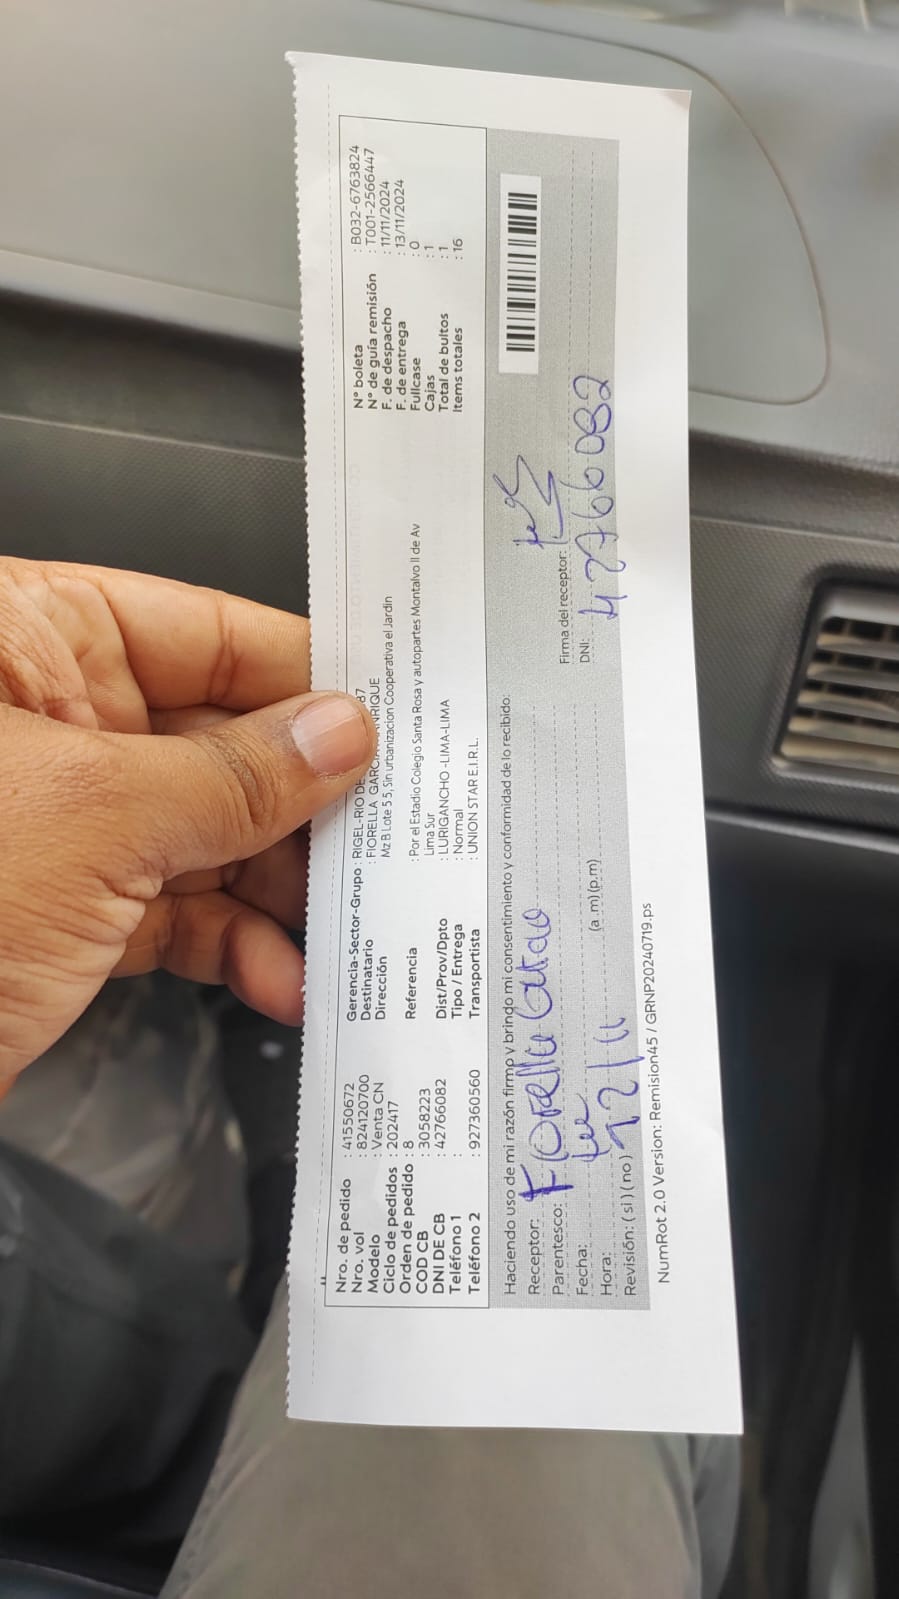 Nro. de pedido : 41550672
Nro. vol : 824120700
Modelo : Venta CN
Ciclo de pedidos : 202417
Orden de pedido : 8
COD CB : 3058223
DNI DE CB : 42766082
Teléfono 1 :
Teléfono 2 : 927360560
Gerencia-Sector-Grupo : RIGEL-RIO DE 87
Destinatario : FIORELLA GARCIA
Dirección Mz B Lote 5 5, Sin urbanizacion Cooperativa el Jardin
Referencia : Por el Estadio Colegio Santa Rosa y autopartes Montalvo II de Av
Lima Sur
Dist/Prov/Dpto : LURIGANCHO -LIMA-LIMA
Tipo / Entrega : Normal
Transportista : UNION STAR E.I.R.L.
N° boleta : B032-6763824
N° de guía remisión : T001-2566447
F. de despacho : 11/11/2024
F. de entrega : 13/11/2024
Fullcase : 0
Cajas : 1
Total de bultos : 1
Items totales : 16
Haciendo uso de mi razón firmo y brindo mi consentimiento y conformidad de lo recibido:
Receptor:
Parentesco:
Fecha:
Hora: (a .m) (p.m)
Revisión: ( si ) ( no )
Firma del receptor:
DNI: 42766082
NumRot 2.0 Version: Remision45 / GRNP20240719.ps